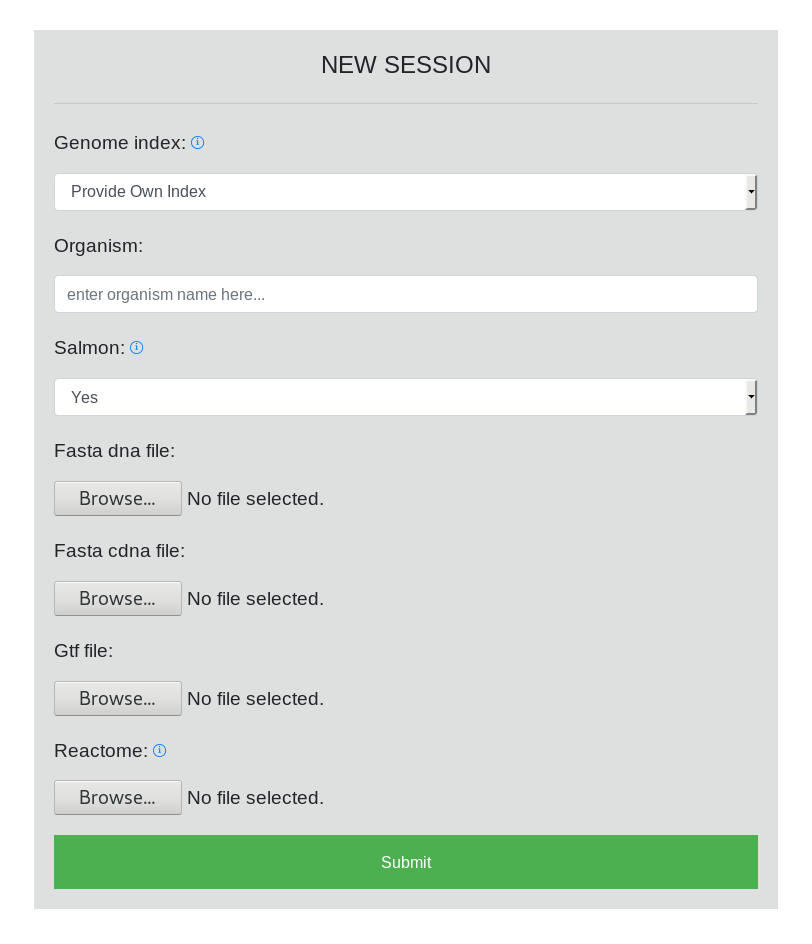 NEW SESSION
Genome index:
Provide Own Index
Organism:
enter organism name here...
Salmon:
Yes
Fasta dna file:
Browse... No file selected.
Fasta cdna file:
Browse... No file selected.
Gtf file:
Browse... No file selected.
Reactome:
Browse... No file selected.
Submit